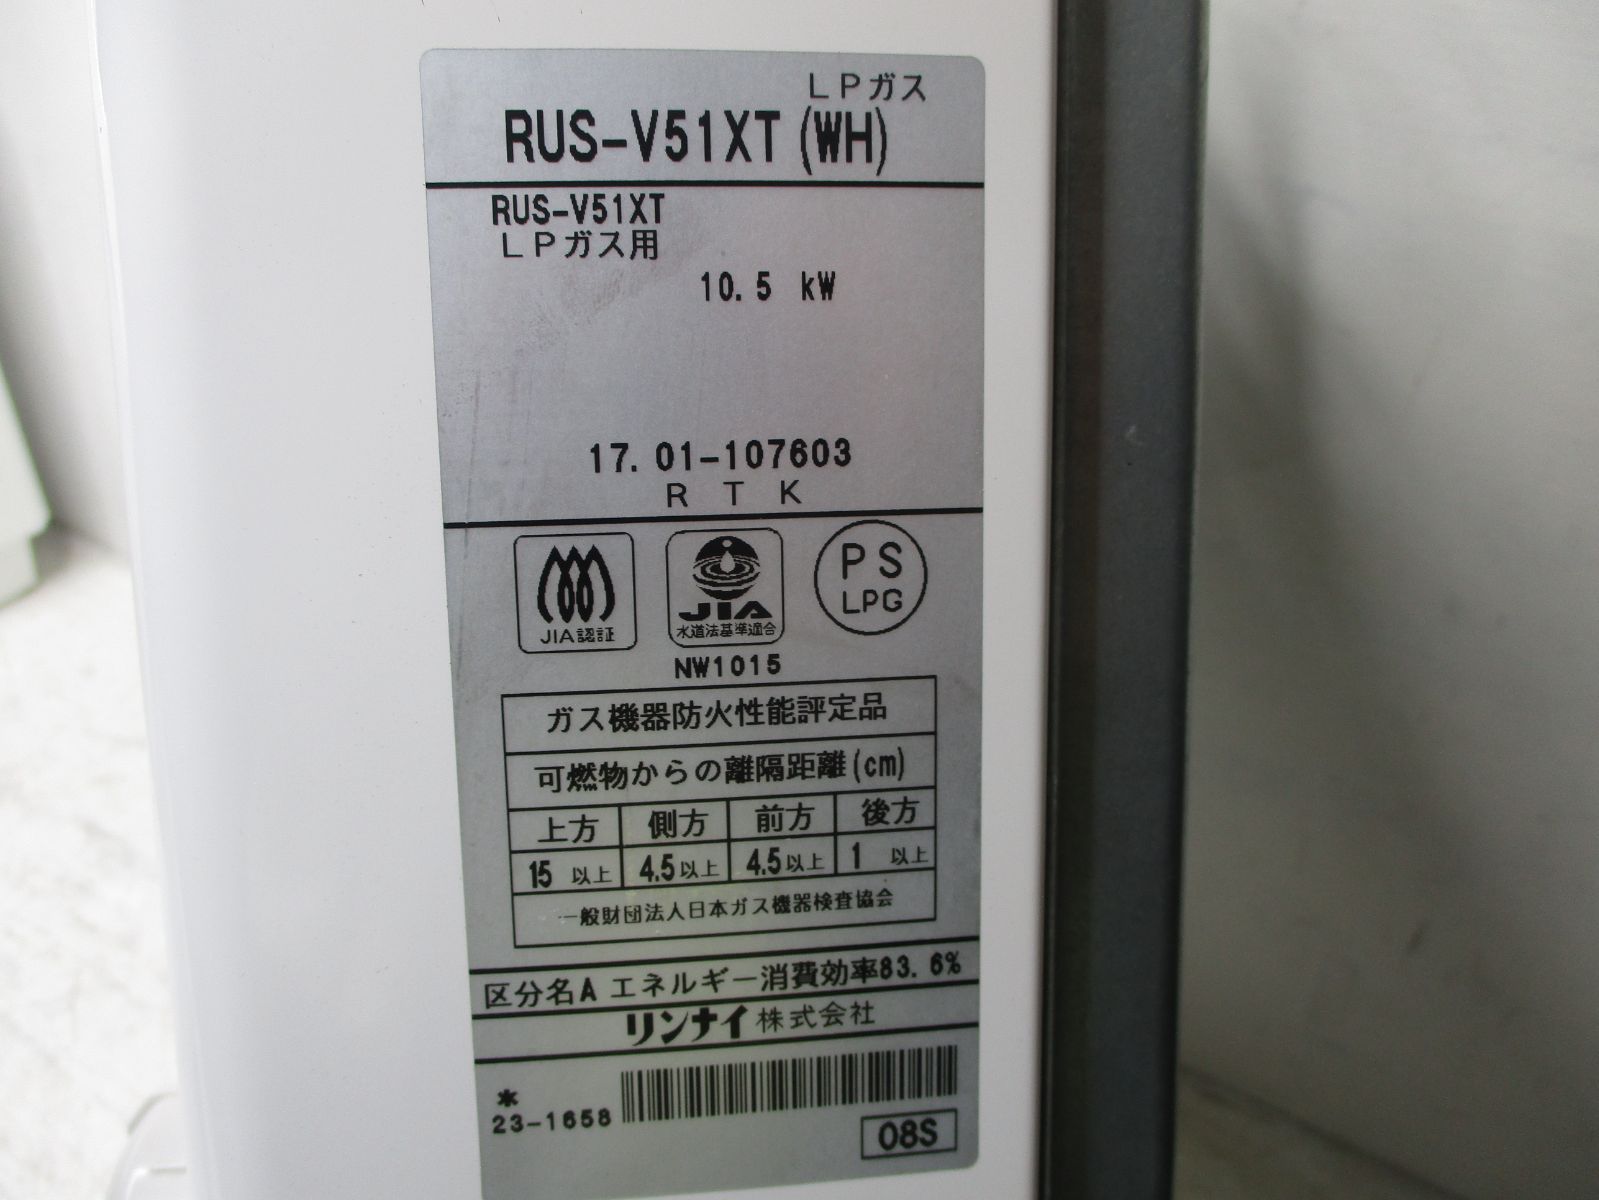 LPガス
RUS-V51XT (WH)
RUS-V51XT
LPガス用
10.5 kW
17.01-107603
RTK
JIA認証
JIA
水道法基準適合
PS
LPG
NW1015
ガス機器防火性能評定品
可燃物からの離隔距離(cm)
上方 側方 前方 後方
15 以上 4.5以上 4.5以上 1 以上
一般財団法人日本ガス機器検査協会
区分名A エネルギー消費効率83.6%
リンナイ株式会社
*
23-1658
08S